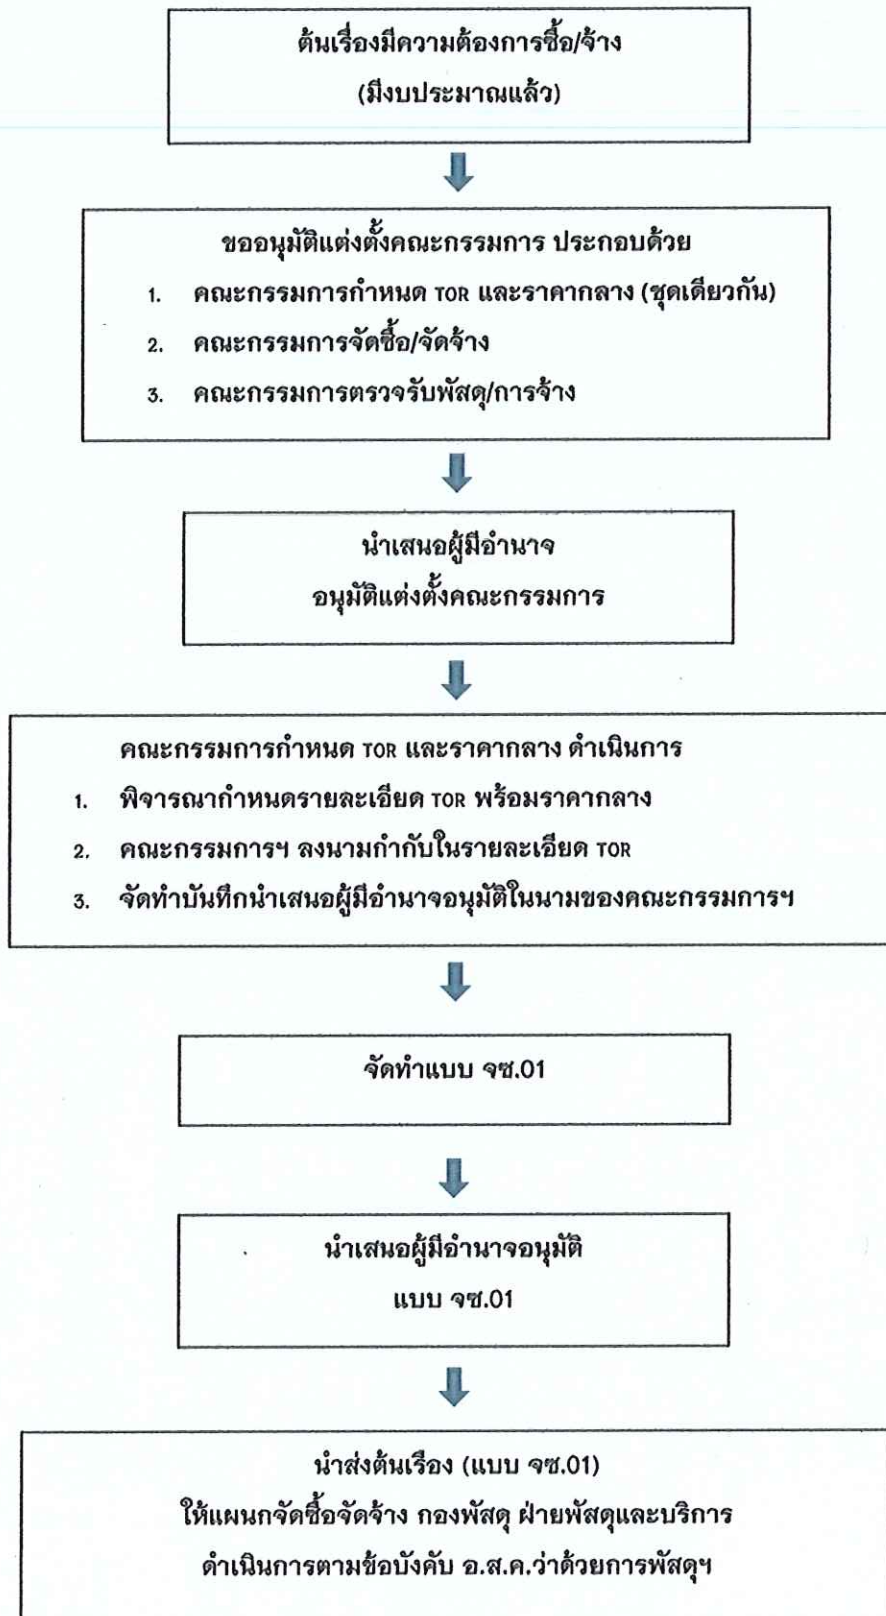 ต้นเรื่องมีความต้องการซื้อ/จ้าง
(มีงบประมาณแล้ว)
ขออนุมัติแต่งตั้งคณะกรรมการ ประกอบด้วย
1. คณะกรรมการกำหนด TOR และราคากลาง (ชุดเดียวกัน)
2. คณะกรรมการจัดซื้อ/จัดจ้าง
3. คณะกรรมการตรวจรับพัสดุ/การจ้าง
นำเสนอผู้มีอำนาจ
อนุมัติแต่งตั้งคณะกรรมการ
คณะกรรมการกำหนด TOR และราคากลาง ดำเนินการ
1. พิจารณากำหนดรายละเอียด TOR พร้อมราคากลาง
2. คณะกรรมการฯ ลงนามกำกับในรายละเอียด TOR
3. จัดทำบันทึกนำเสนอผู้มีอำนาจอนุมัติในนามของคณะกรรมการฯ
จัดทำแบบ จซ.01
นำเสนอผู้มีอำนาจอนุมัติ
แบบ จซ.01
นำส่งต้นเรื่อง (แบบ จซ.01)
ให้แผนกจัดซื้อจัดจ้าง กองพัสดุ ฝ่ายพัสดุและบริการ
ดำเนินการตามข้อบังคับ อ.ส.ค.ว่าด้วยการพัสดุฯ